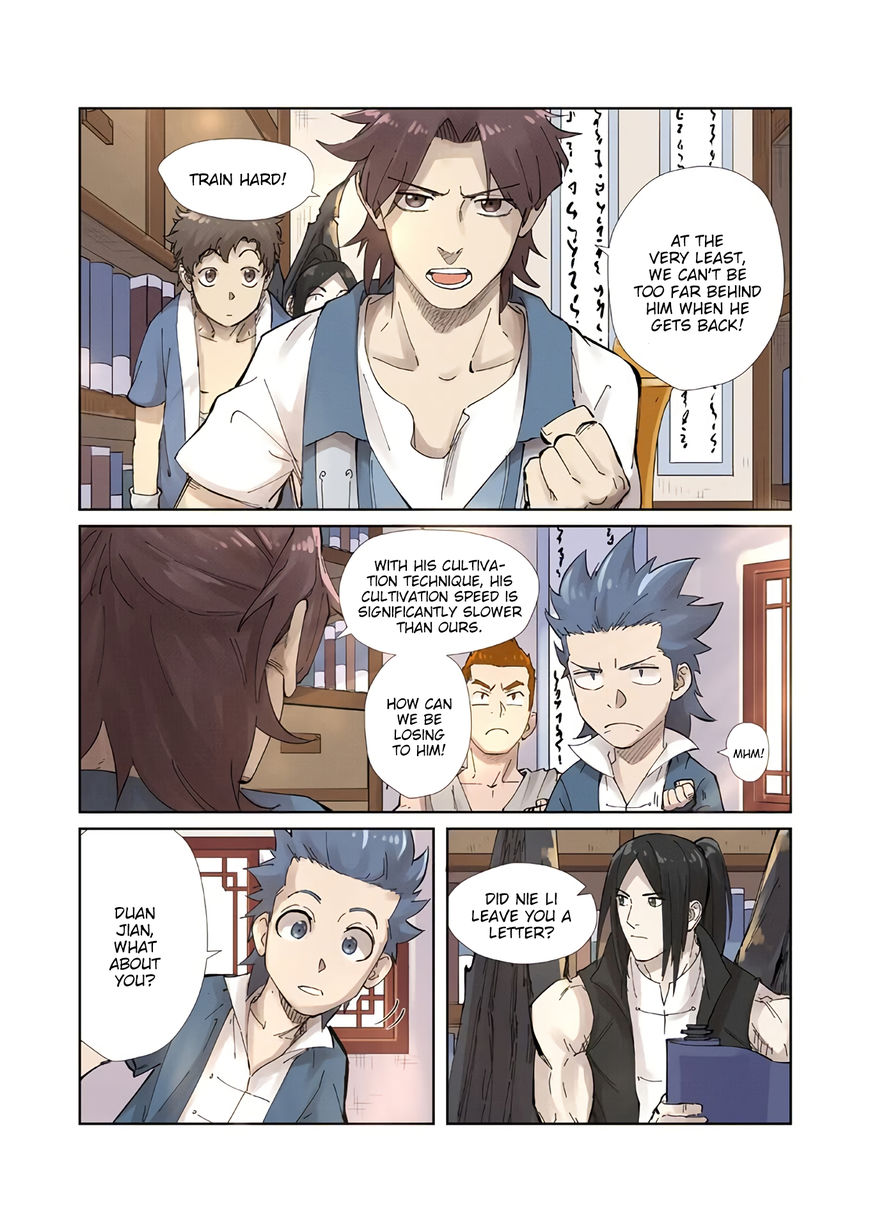 TRAIN HARD!
AT THE
VERY LEAST,
WE CAN'T BE
TOO FAR BEHIND
HIM WHEN HE
GETS BACK!
WITH HIS CULTIVA-
TION TECHNIQUE, HIS
CULTIVATION SPEED IS
SIGNIFICANTLY SLOWER
THAN OURS.
HOW CAN
WE BE
LOSING
TO HIM!
MHM!
DUAN
JIAN,
WHAT
ABOUT
YOU?
DID NIE LI
LEAVE YOU A
LETTER?